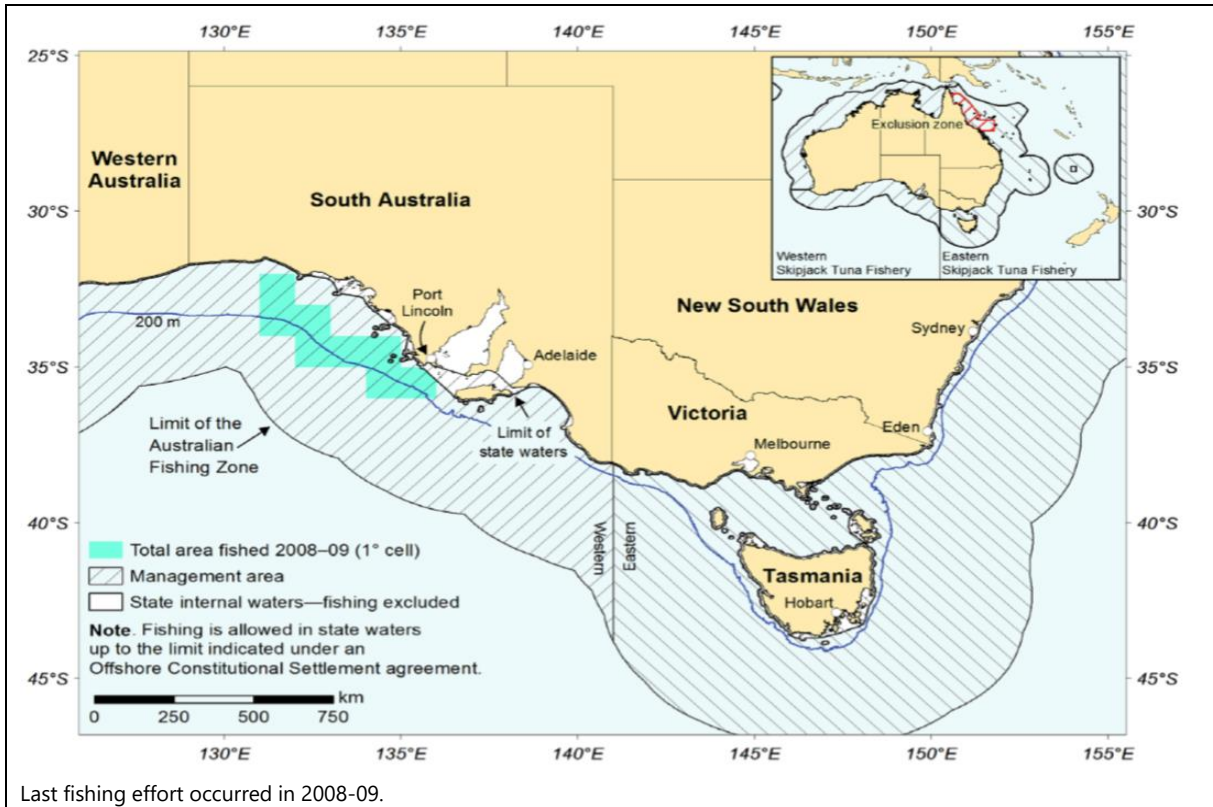 130°E 135°E 140°E 145°E 150°E 155°E
25°S
Exclusion zone
Western
Skipjack Tuna Fishery
Eastern
Skipjack Tuna Fishery
Western
Australia
South Australia
30°S 30°S
New South Wales
Port
Lincoln
200 m
Sydney
Adelaide
35°S 35°S
Victoria
Eden
Limit of the
Australian
Fishing Zone
Limit of
state waters
Melbourne
40°S 40°S
Western
Eastern
Tasmania
Hobart
Total area fished 2008–09 (1° cell)
Management area
State internal waters—fishing excluded
Note. Fishing is allowed in state waters
up to the limit indicated under an
Offshore Constitutional Settlement agreement.
45°S 45°S
km
0 250 500 750
130°E 135°E 140°E 145°E 150°E 155°E
Last fishing effort occurred in 2008-09.